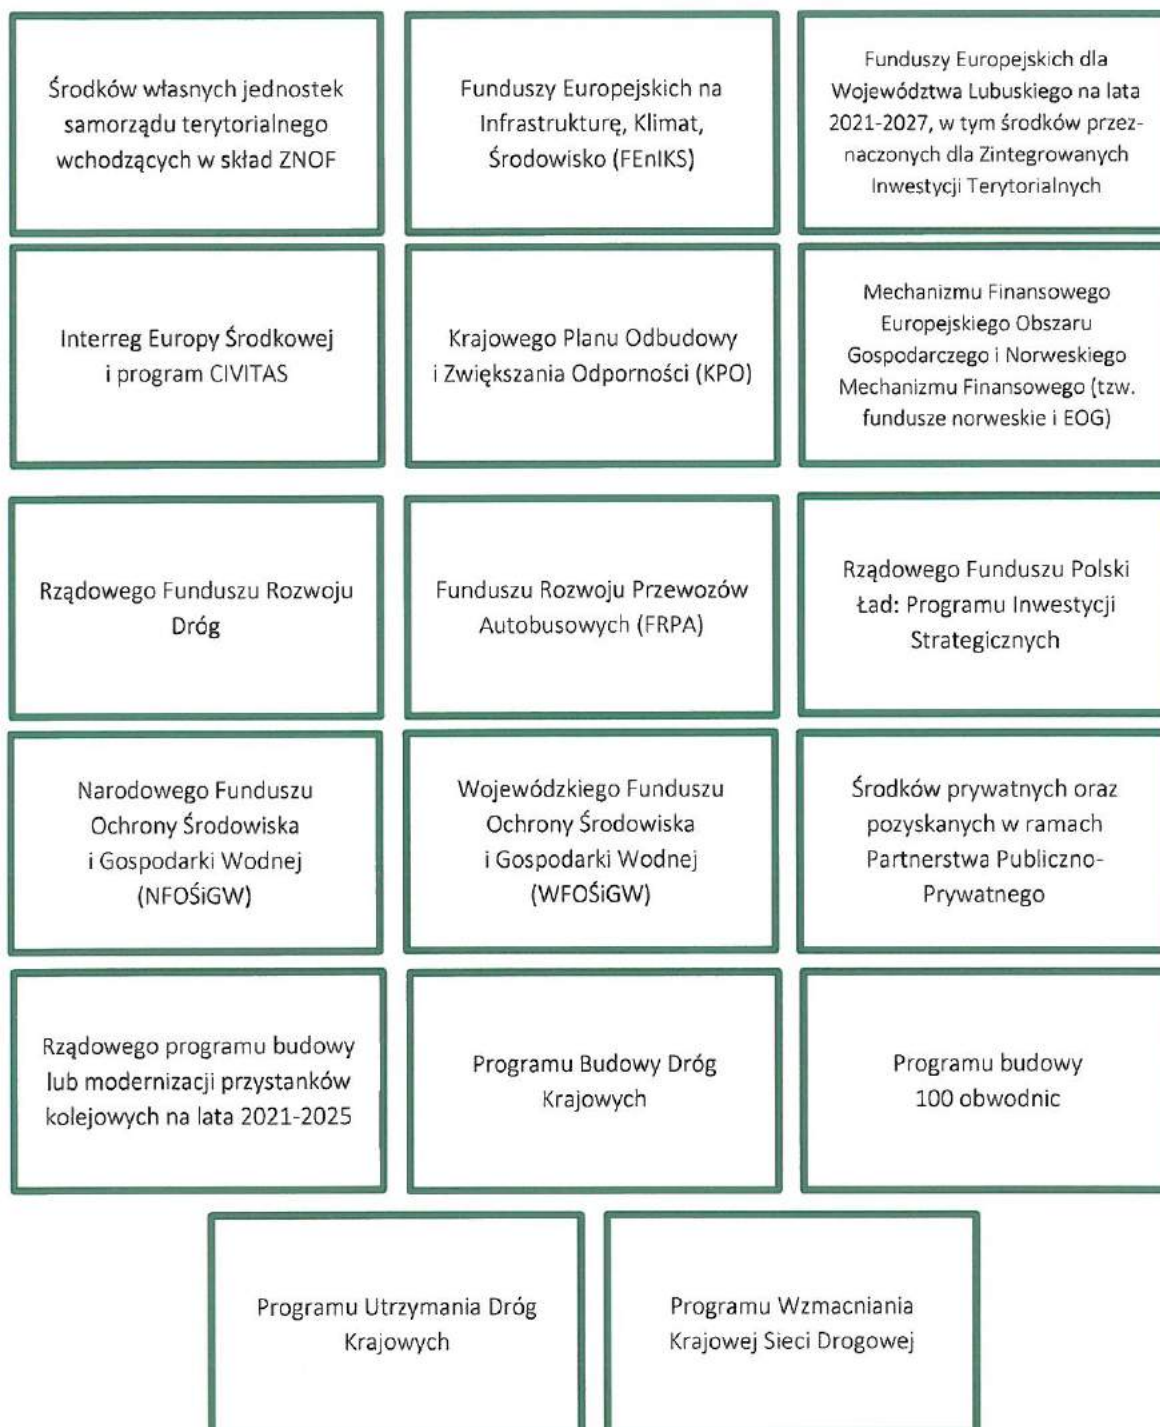 Środków własnych jednostek
samorządu terytorialnego
wchodzących w skład ZNOF
Funduszy Europejskich na
Infrastrukturę, Klimat,
Środowisko (FEnIKS)
Funduszy Europejskich dla
Województwa Lubuskiego na lata
2021-2027, w tym środków przez-
naczonych dla Zintegrowanych
Inwestycji Terytorialnych
Interreg Europy Środkowej
i program CIVITAS
Krajowego Planu Odbudowy
i Zwiększania Odporności (KPO)
Mechanizmu Finansowego
Europejskiego Obszaru
Gospodarczego i Norweskiego
Mechanizmu Finansowego (tzw.
fundusze norweskie i EOG)
Rządowego Funduszu Rozwoju
Dróg
Funduszu Rozwoju Przewozów
Autobusowych (FRPA)
Rządowego Funduszu Polski
Ład: Programu Inwestycji
Strategicznych
Narodowego Funduszu
Ochrony Środowiska
i Gospodarki Wodnej
(NFOŚiGW)
Wojewódzkiego Funduszu
Ochrony Środowiska
i Gospodarki Wodnej
(WFOŚiGW)
Środków prywatnych oraz
pozyskanych w ramach
Partnerstwa Publiczno-
Prywatnego
Rządowego programu budowy
lub modernizacji przystanków
kolejowych na lata 2021-2025
Programu Budowy Dróg
Krajowych
Programu budowy
100 obwodnic
Programu Utrzymania Dróg
Krajowych
Programu Wzmacniania
Krajowej Sieci Drogowej